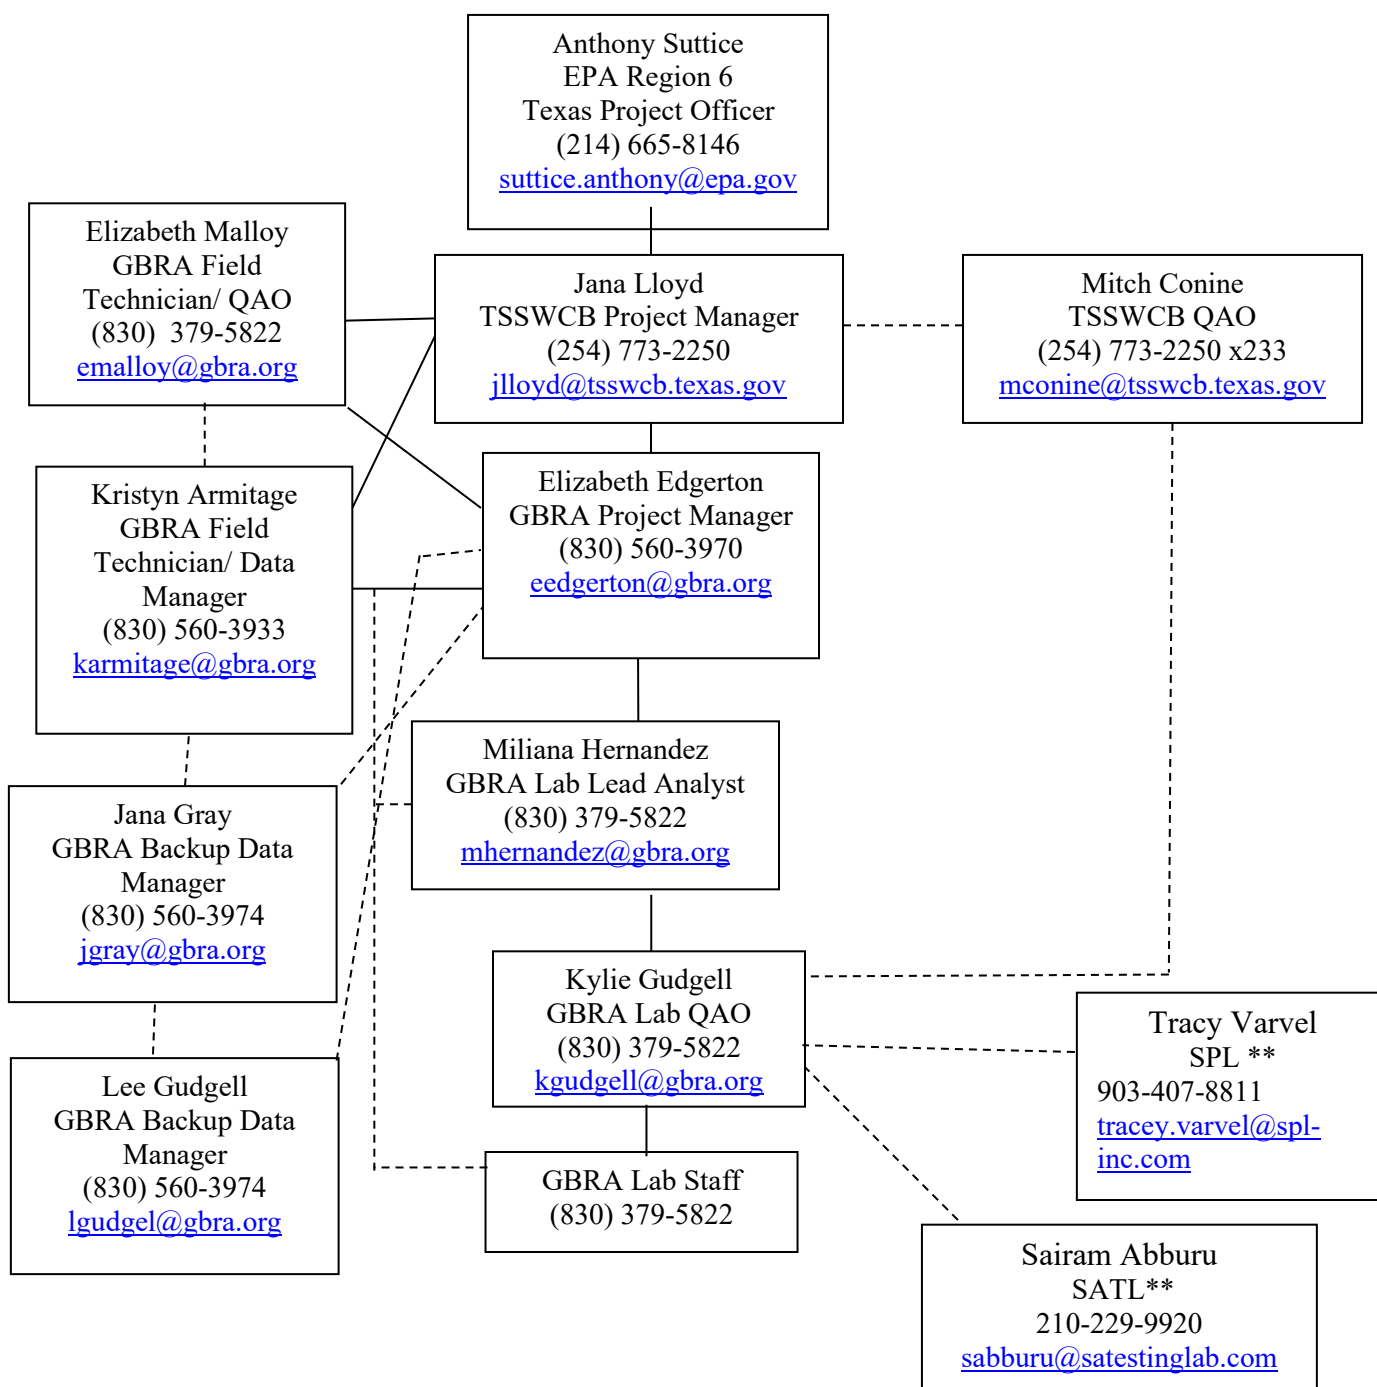 Anthony Suttice
EPA Region 6
Texas Project Officer
(214) 665-8146
suttice.anthony@epa.gov
Elizabeth Malloy
GBRA Field
Technician/ QAO
(830)  379-5822
emalloy@gbra.org
Jana Lloyd
TSSWCB Project Manager
(254) 773-2250
jlloyd@tsswcb.texas.gov
Mitch Conine
TSSWCB QAO
(254) 773-2250 x233
mconine@tsswcb.texas.gov
Kristyn Armitage
GBRA Field
Technician/ Data
Manager
(830) 560-3933
karmitage@gbra.org
Elizabeth Edgerton
GBRA Project Manager
(830) 560-3970
eedgerton@gbra.org
Miliana Hernandez
GBRA Lab Lead Analyst
(830) 379-5822
mhernandez@gbra.org
Jana Gray
GBRA Backup Data
Manager
(830) 560-3974
jgray@gbra.org
Kylie Gudgell
GBRA Lab QAO
(830) 379-5822
kgudgell@gbra.org
Tracy Varvel
SPL **
903-407-8811
tracey.varvel@spl-
inc.com
Lee Gudgell
GBRA Backup Data
Manager
(830) 560-3974
lgudgel@gbra.org
GBRA Lab Staff
(830) 379-5822
Sairam Abburu
SATL**
210-229-9920
sabburu@satestinglab.com